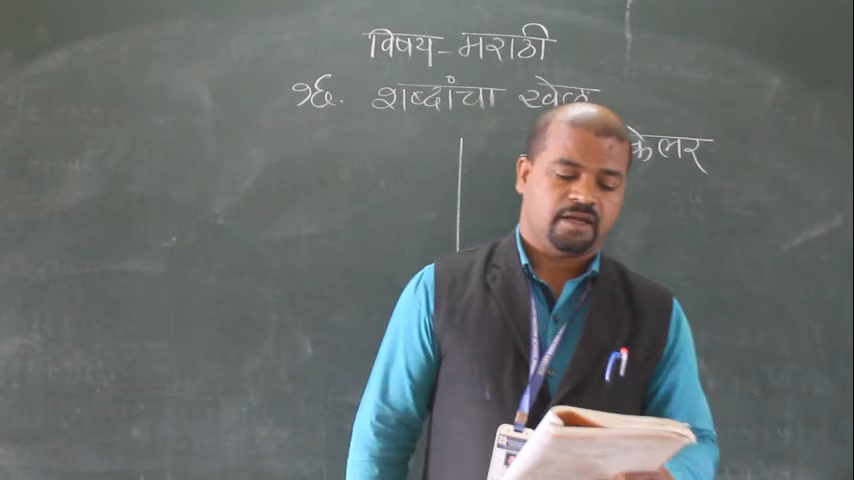 विषय - मराठी
१६. शब्दांचा खेळ
केलर